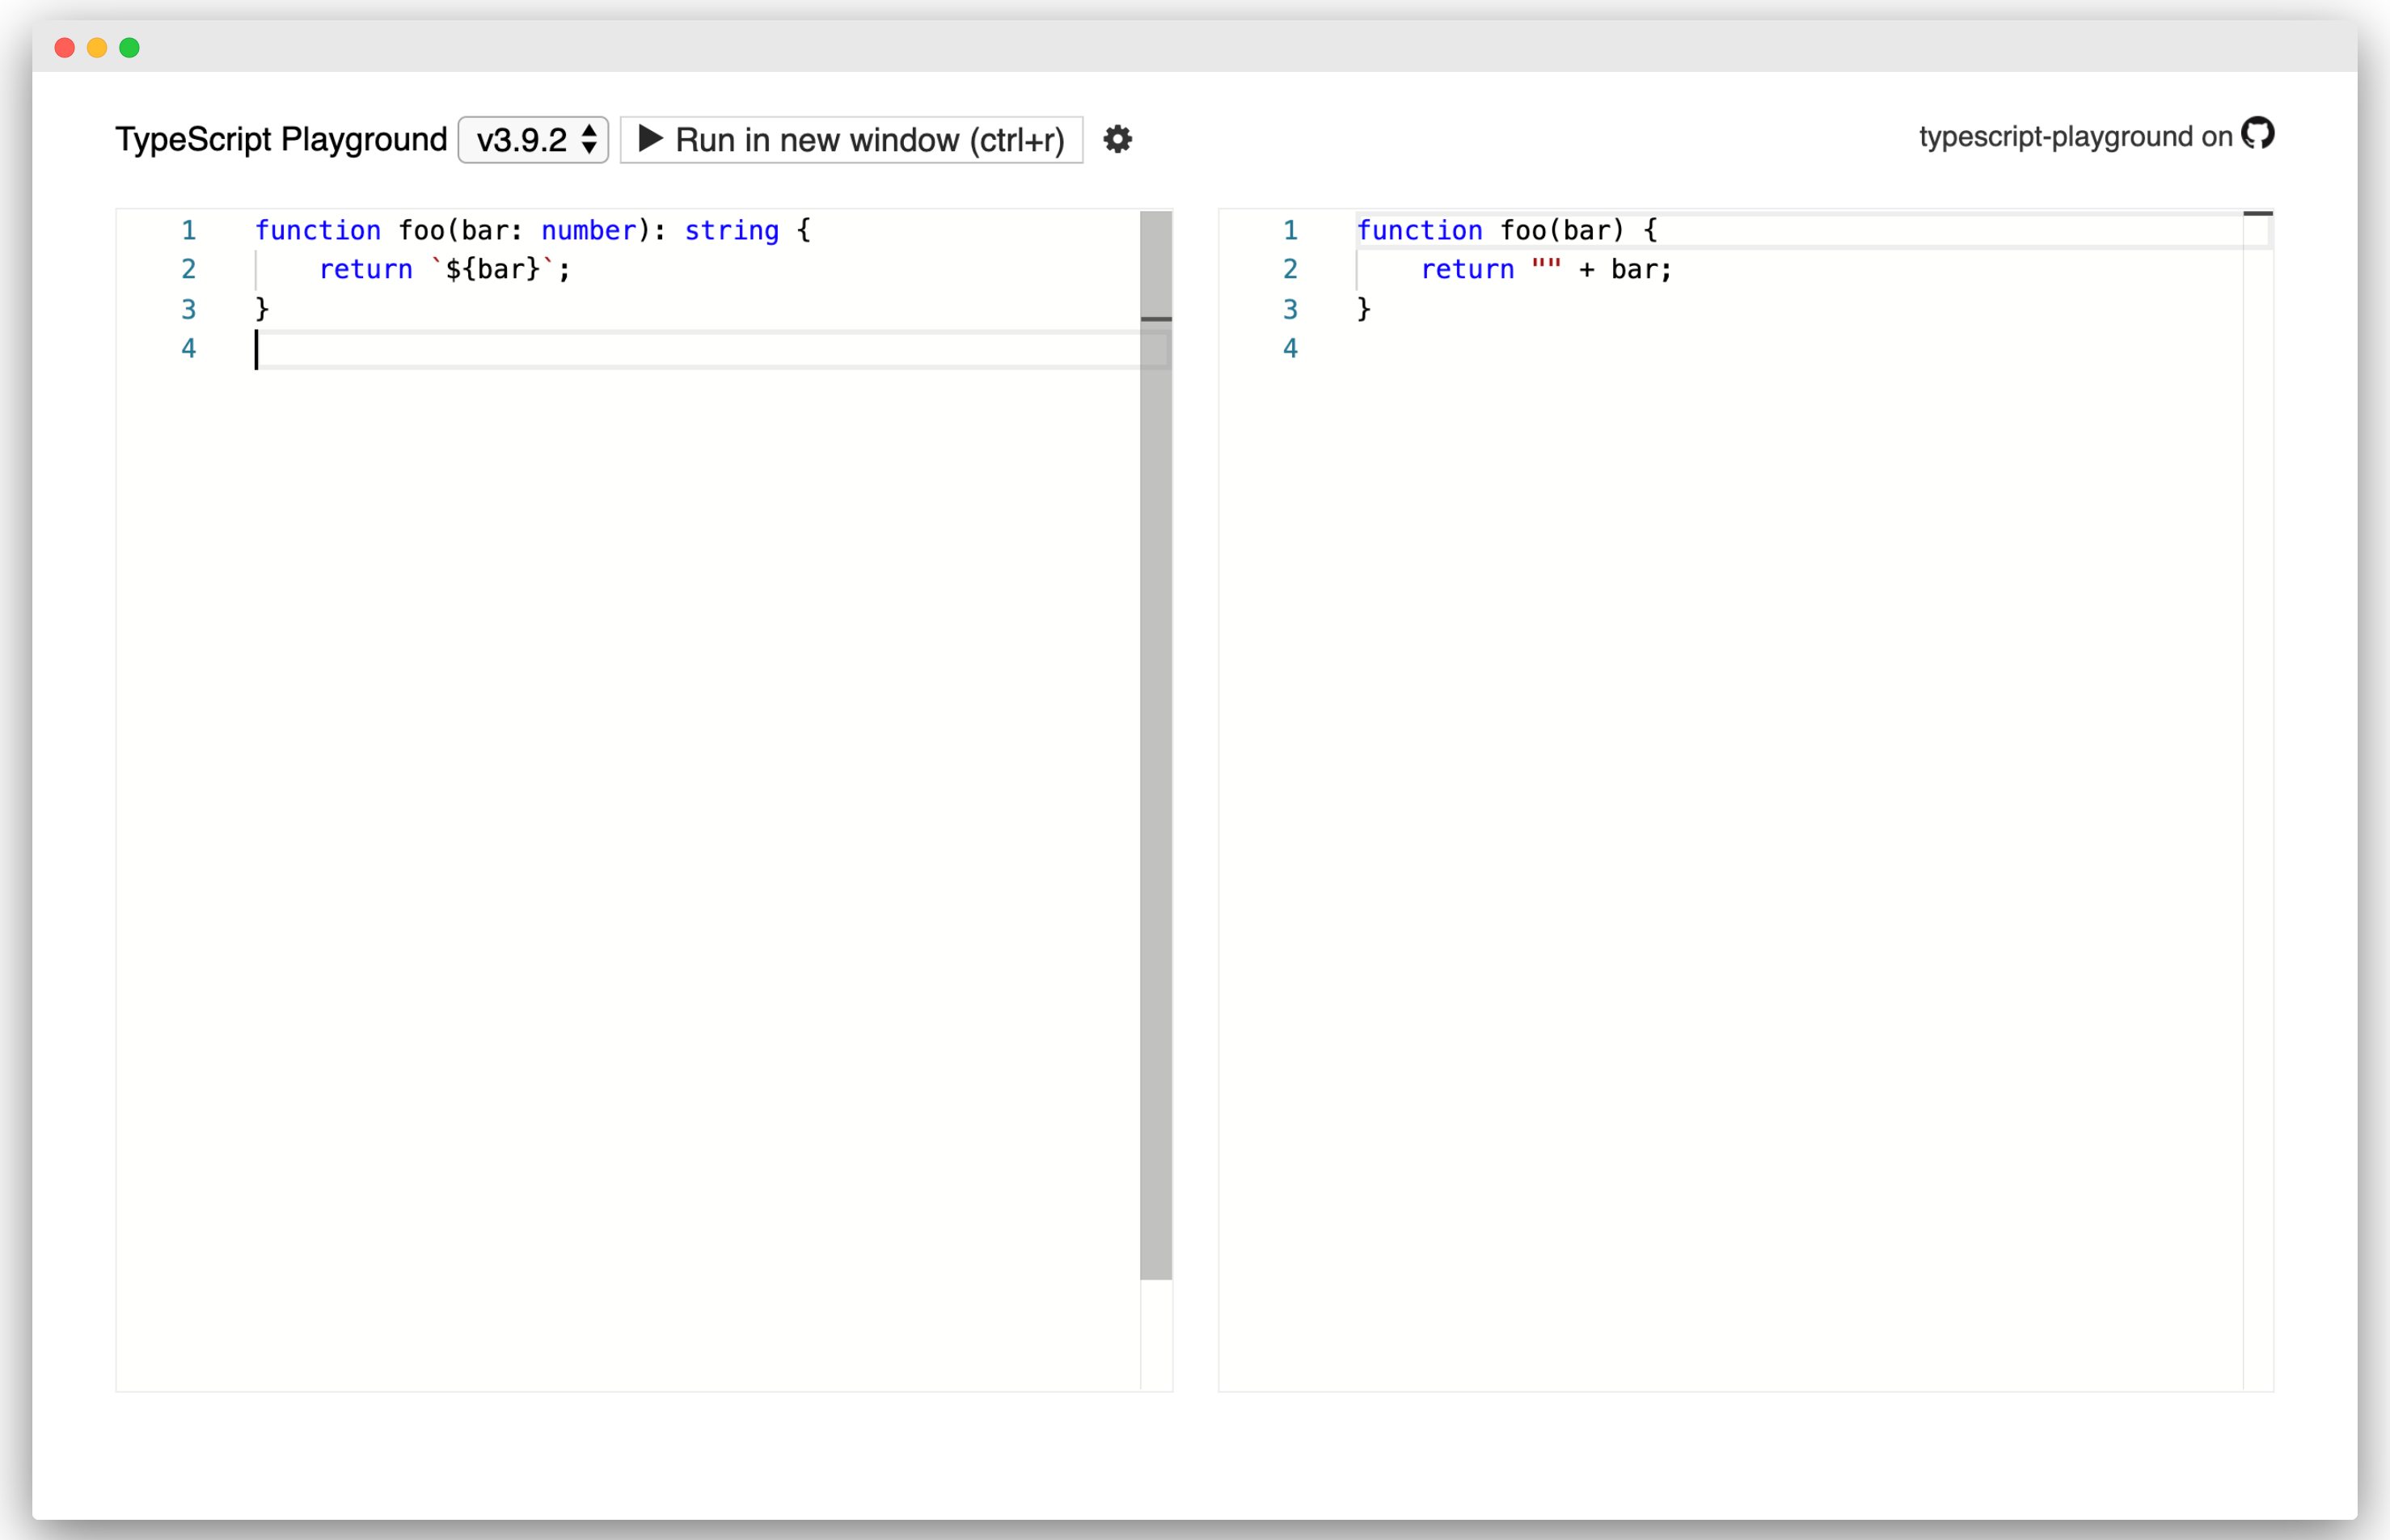 TypeScript Playground v3.9.2 ▶ Run in new window (ctrl+r) typescript-playground on
1 function foo(bar: number): string {
2     return `${bar}`;
3 }
4
1 function foo(bar) {
2     return "" + bar;
3 }
4